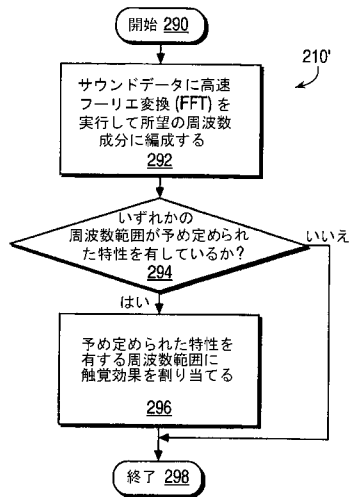 開始 290
210'
サウンドデータに高速
フーリエ変換(FFT)を
実行して所望の周波数
成分に編成する
292
いずれかの
周波数範囲が予め定められ
た特性を有しているか?
294
いいえ
はい
予め定められた特性を
有する周波数範囲に
触覚効果を割り当てる
296
終了 298